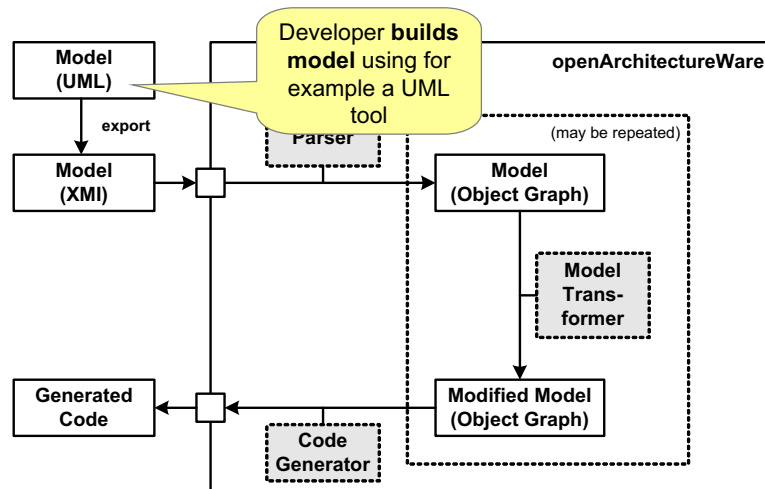 Model
(UML)
Developer builds
model using for
example a UML
tool
openArchitectureWare
export
Parser
(may be repeated)
Model
(XMI)
Model
(Object Graph)
Model
Trans-
former
Generated
Code
Modified Model
(Object Graph)
Code
Generator